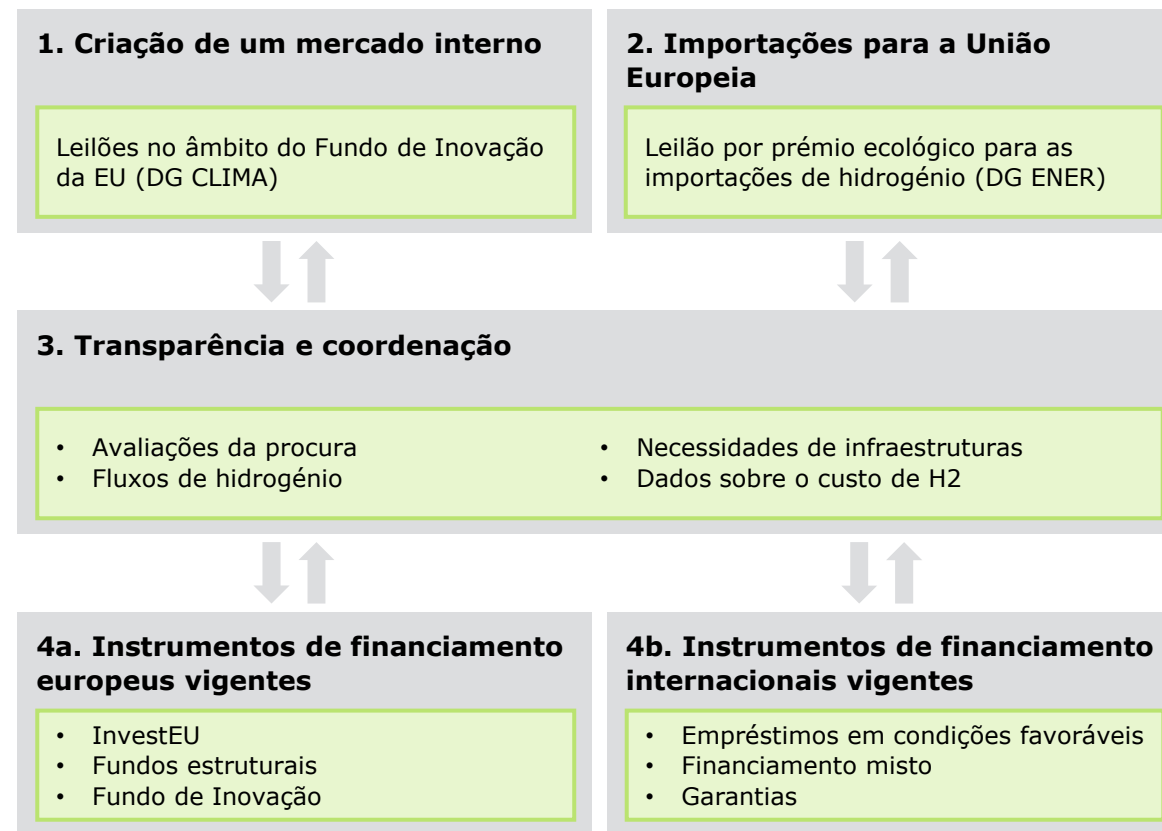 1. Criação de um mercado interno
Leilões no âmbito do Fundo de Inovação
da EU (DG CLIMA)
2. Importações para a União
Europeia
Leilão por prémio ecológico para as
importações de hidrogénio (DG ENER)
3. Transparência e coordenação
• Avaliações da procura
• Fluxos de hidrogénio
• Necessidades de infraestruturas
• Dados sobre o custo de H2
4a. Instrumentos de financiamento
europeus vigentes
• InvestEU
• Fundos estruturais
• Fundo de Inovação
4b. Instrumentos de financiamento
internacionais vigentes
• Empréstimos em condições favoráveis
• Financiamento misto
• Garantias